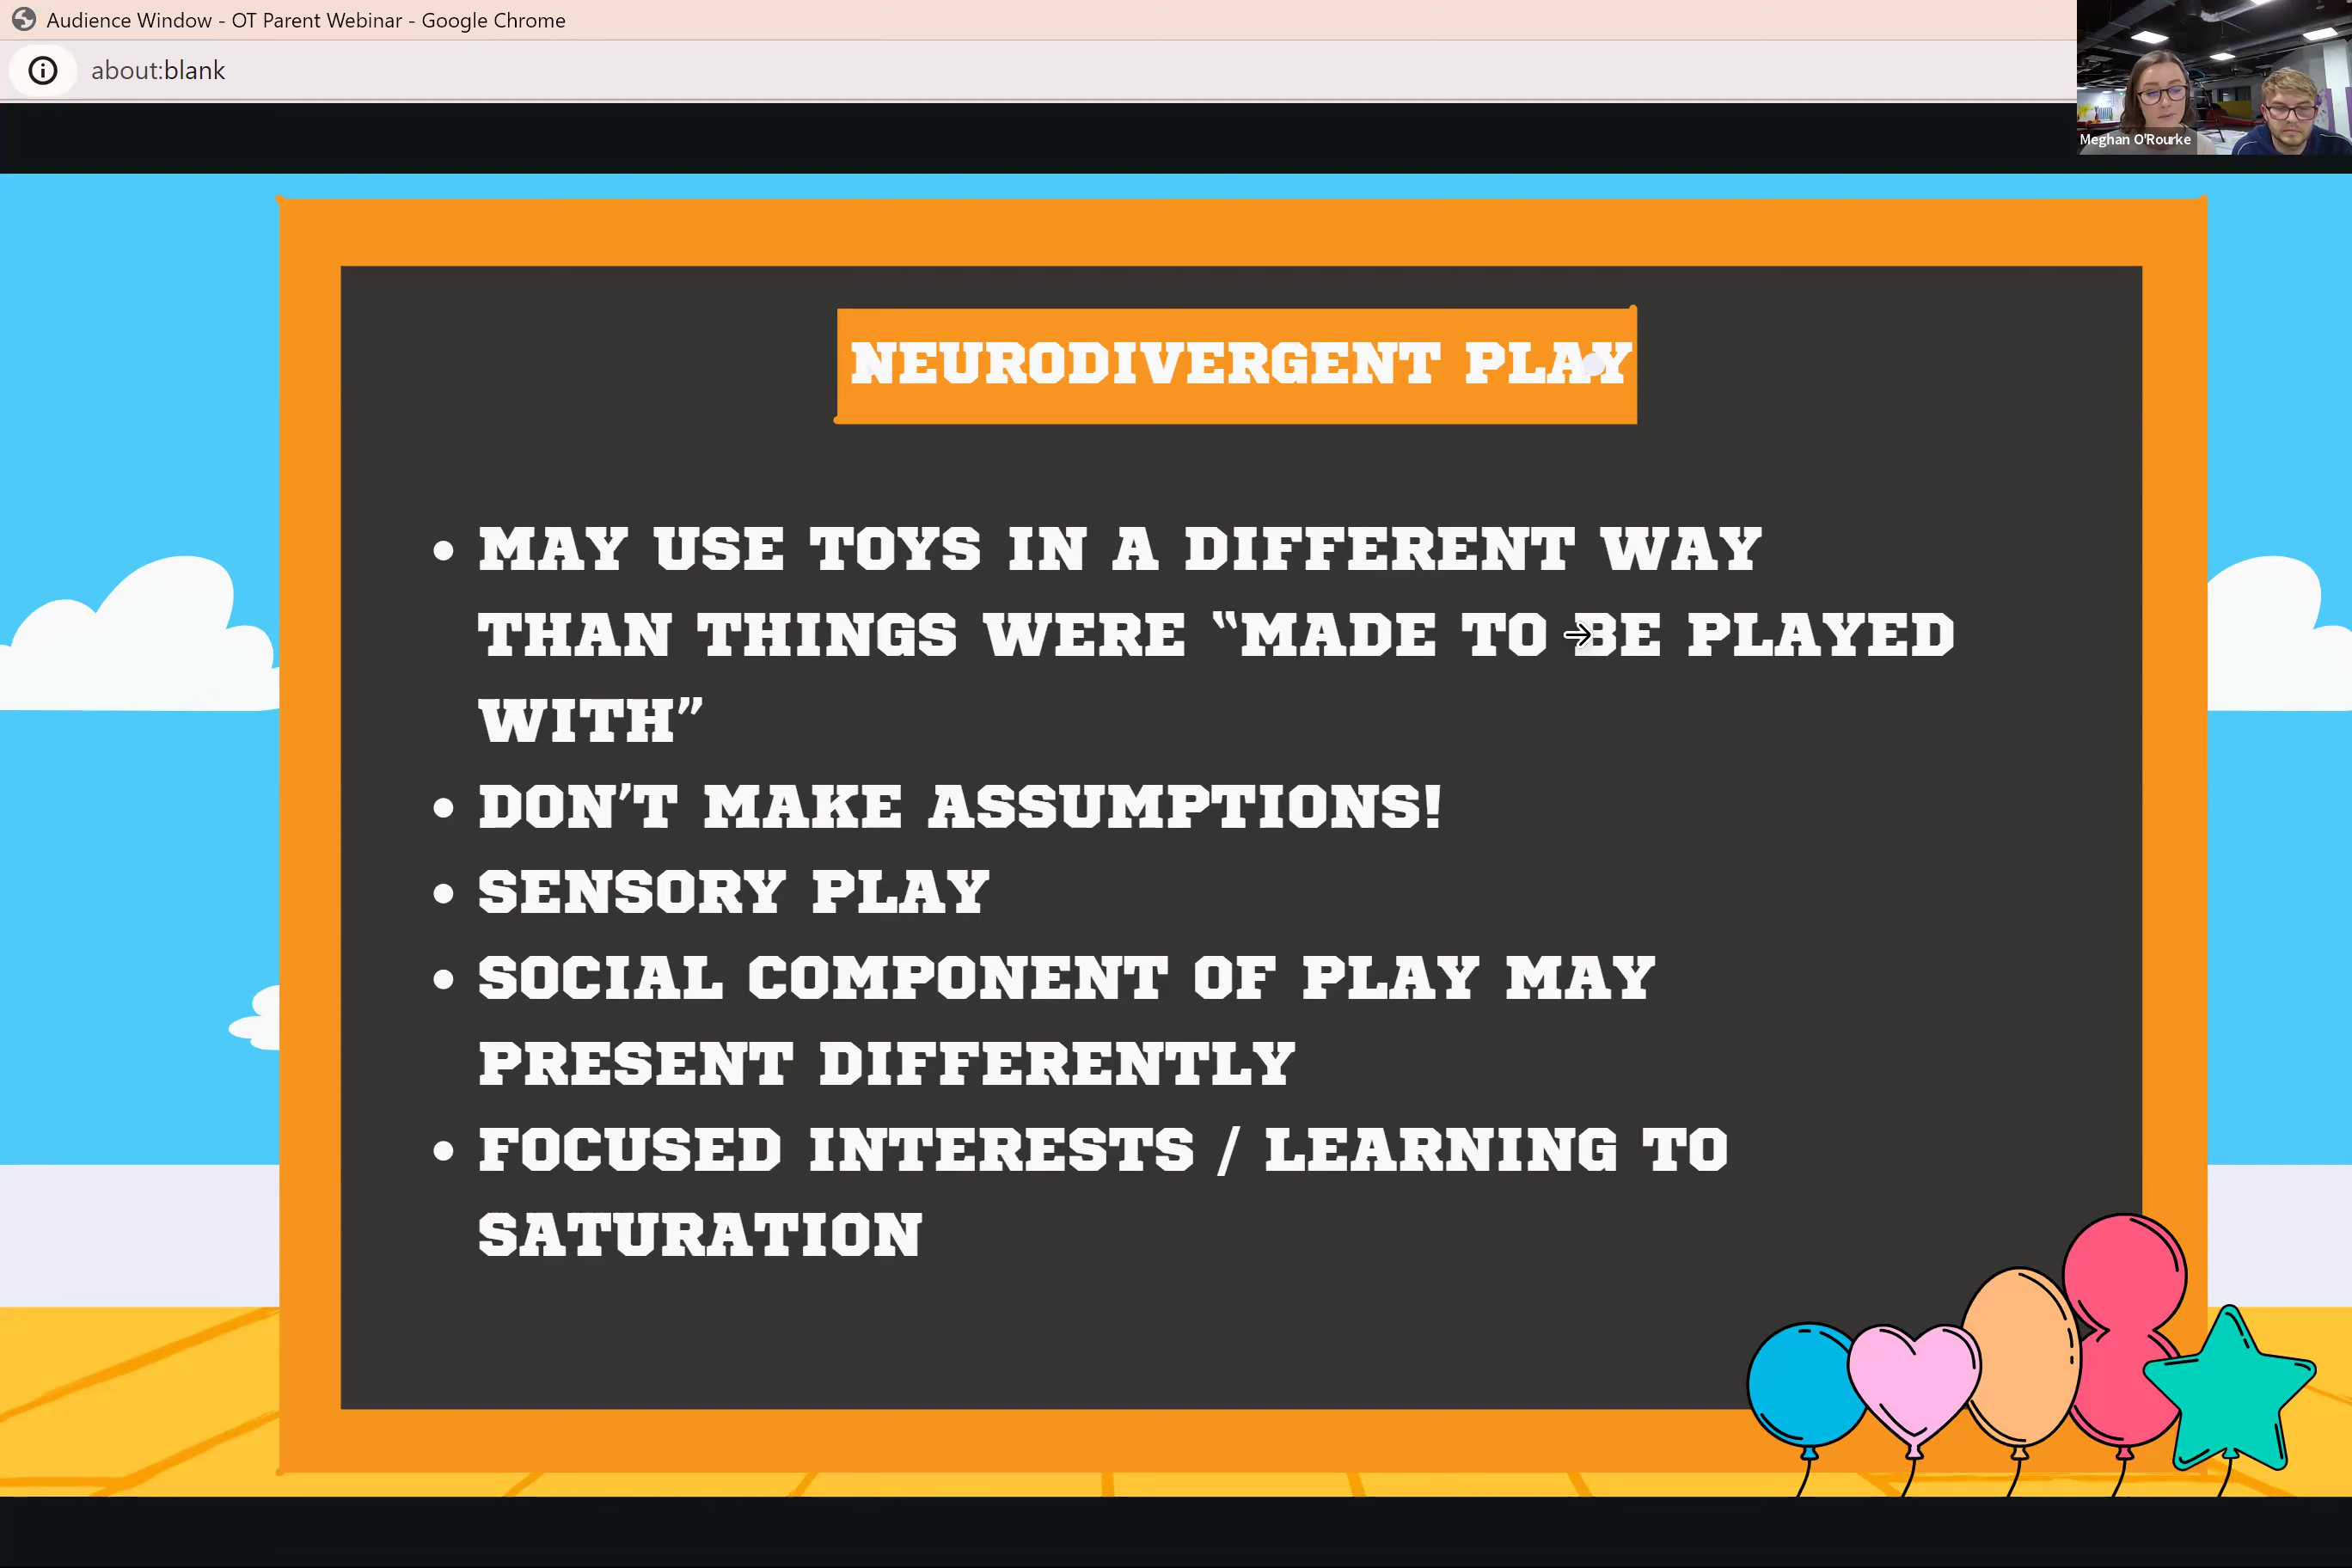 Audience Window - OT Parent Webinar - Google Chrome
about:blank
Meghan O'Rourke
NEURODIVERGENT PLAY
• MAY USE TOYS IN A DIFFERENT WAY
THAN THINGS WERE “MADE TO BE PLAYED
WITH”
• DON’T MAKE ASSUMPTIONS!
• SENSORY PLAY
• SOCIAL COMPONENT OF PLAY MAY
PRESENT DIFFERENTLY
• FOCUSED INTERESTS / LEARNING TO
SATURATION